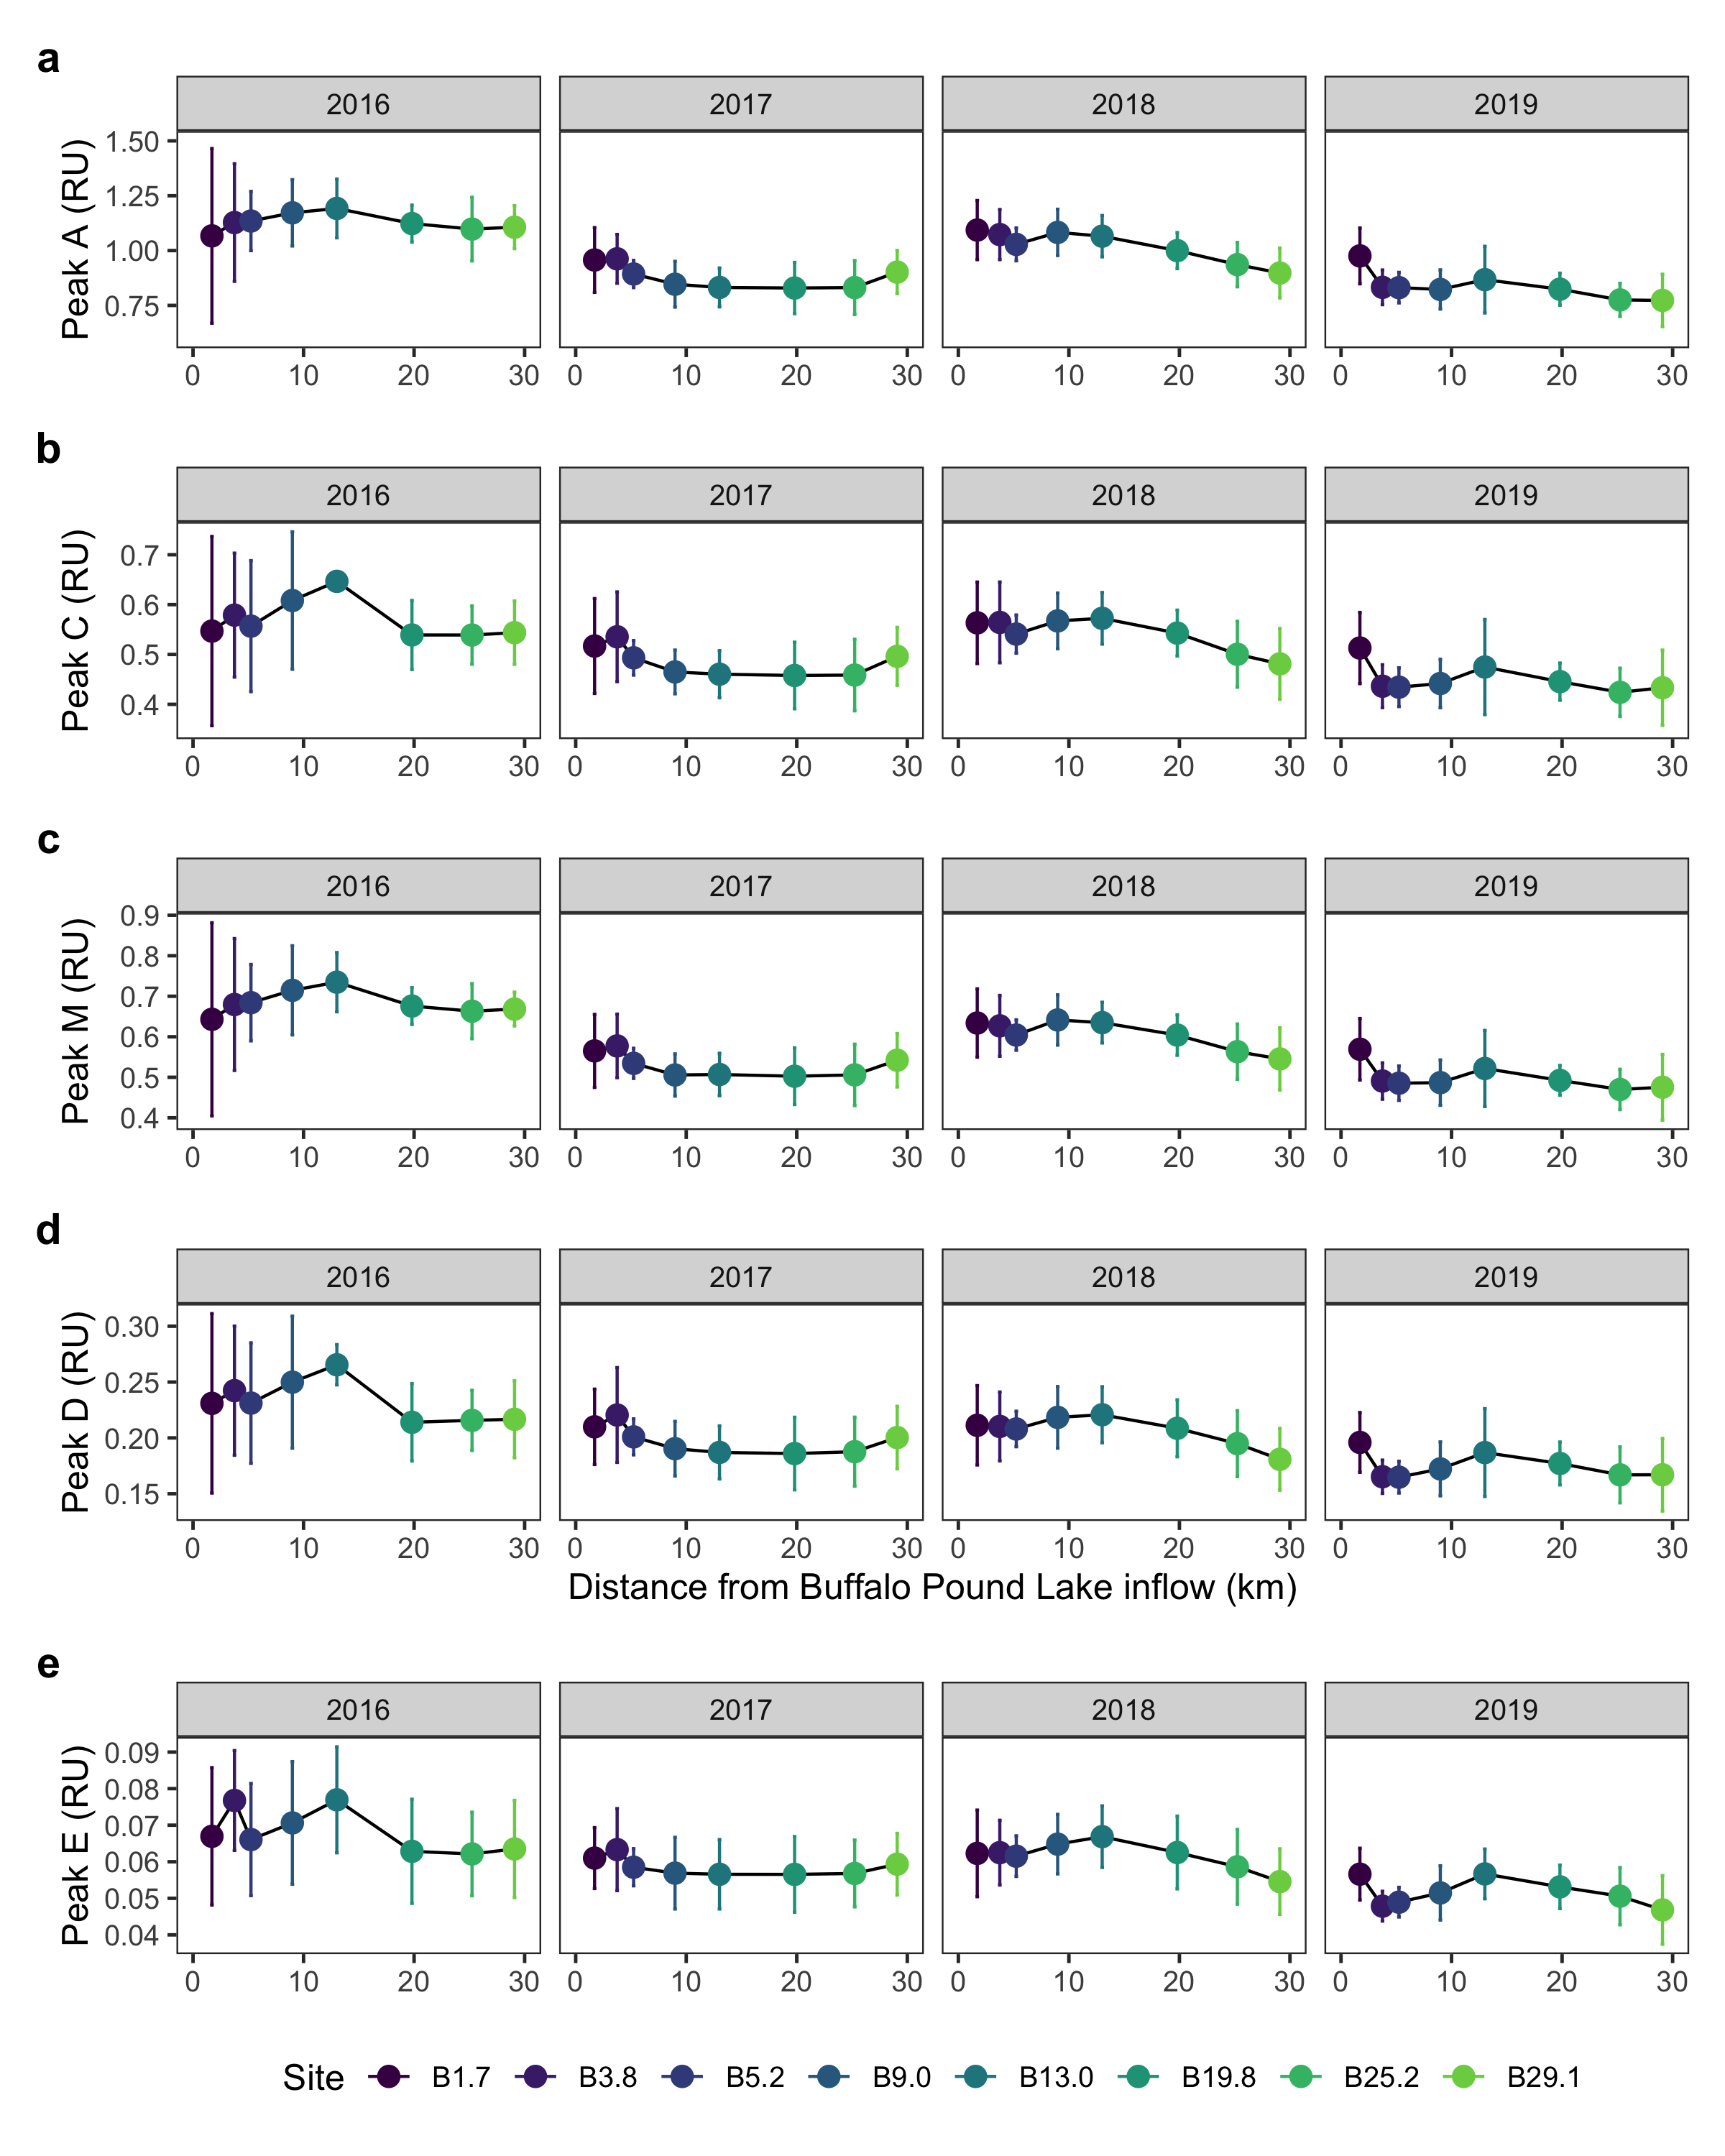 a
2016 2017 2018 2019
Peak A (RU)
1.50
1.25
1.00
0.75
0 10 20 30 0 10 20 30 0 10 20 30 0 10 20 30
b
2016 2017 2018 2019
Peak C (RU)
0.7
0.6
0.5
0.4
0 10 20 30 0 10 20 30 0 10 20 30 0 10 20 30
c
2016 2017 2018 2019
Peak M (RU)
0.9
0.8
0.7
0.6
0.5
0.4
0 10 20 30 0 10 20 30 0 10 20 30 0 10 20 30
d
2016 2017 2018 2019
Peak D (RU)
0.30
0.25
0.20
0.15
0 10 20 30 0 10 20 30 0 10 20 30 0 10 20 30
Distance from Buffalo Pound Lake inflow (km)
e
2016 2017 2018 2019
Peak E (RU)
0.09
0.08
0.07
0.06
0.05
0.04
0 10 20 30 0 10 20 30 0 10 20 30 0 10 20 30
Site B1.7 B3.8 B5.2 B9.0 B13.0 B19.8 B25.2 B29.1